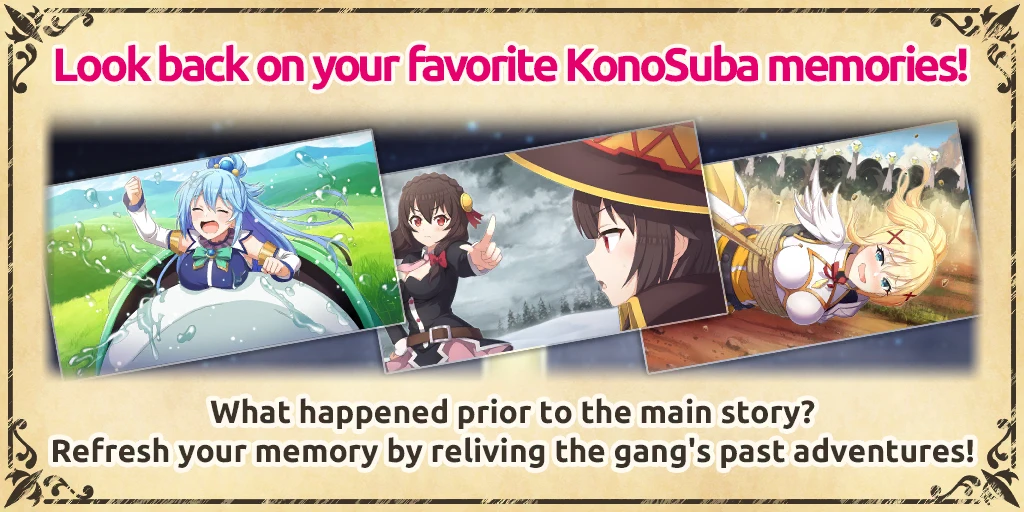 Look back on your favorite KonoSuba memories!
What happened prior to the main story?
Refresh your memory by reliving the gang's past adventures!